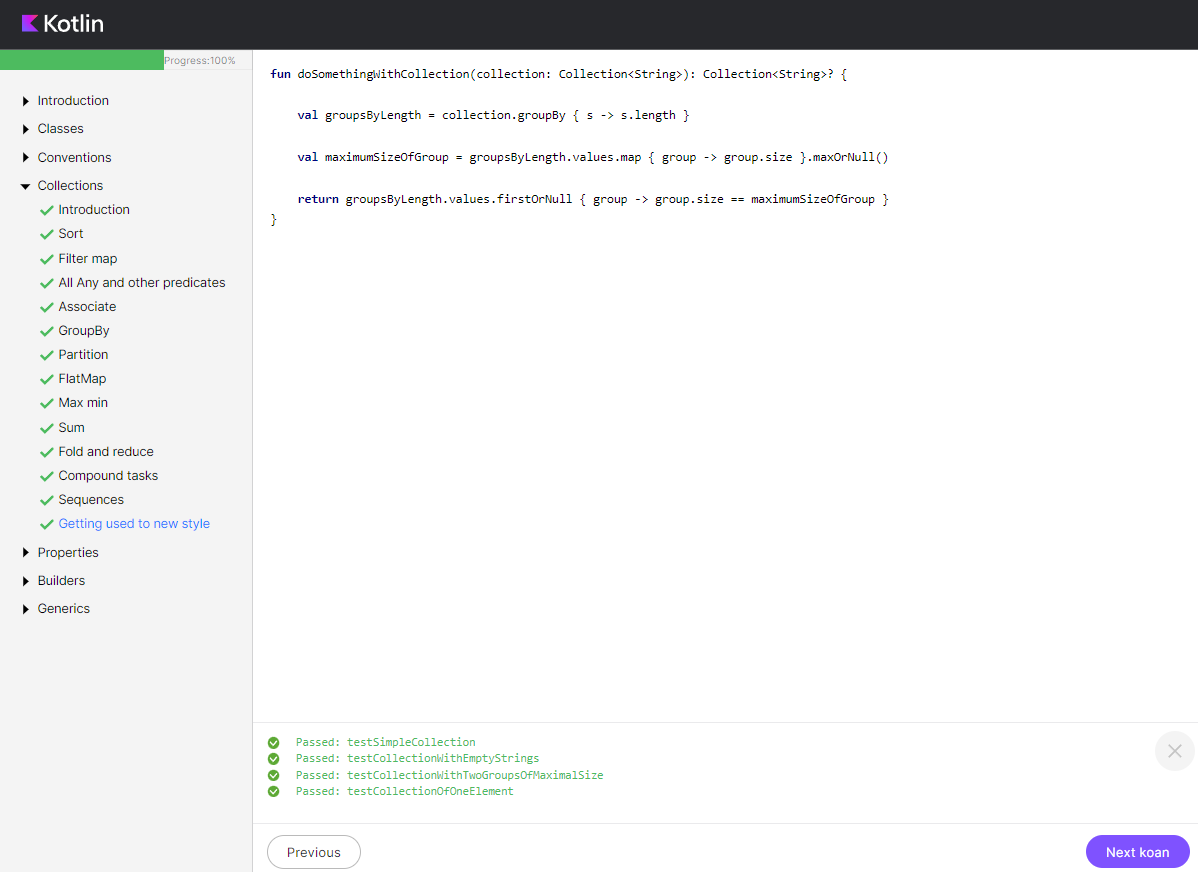 Kotlin
Progress:100%
Introduction
Classes
Conventions
Collections
Introduction
Sort
Filter map
All Any and other predicates
Associate
GroupBy
Partition
FlatMap
Max min
Sum
Fold and reduce
Compound tasks
Sequences
Getting used to new style
Properties
Builders
Generics
fun doSomethingWithCollection(collection: Collection<String>): Collection<String>? {
val groupsByLength = collection.groupBy { s -> s.length }
val maximumSizeOfGroup = groupsByLength.values.map { group -> group.size }.maxOrNull()
return groupsByLength.values.firstOrNull { group -> group.size == maximumSizeOfGroup }
}
Passed: testSimpleCollection
Passed: testCollectionWithEmptyStrings
Passed: testCollectionWithTwoGroupsOfMaximalSize
Passed: testCollectionOfOneElement
Previous
Next koan